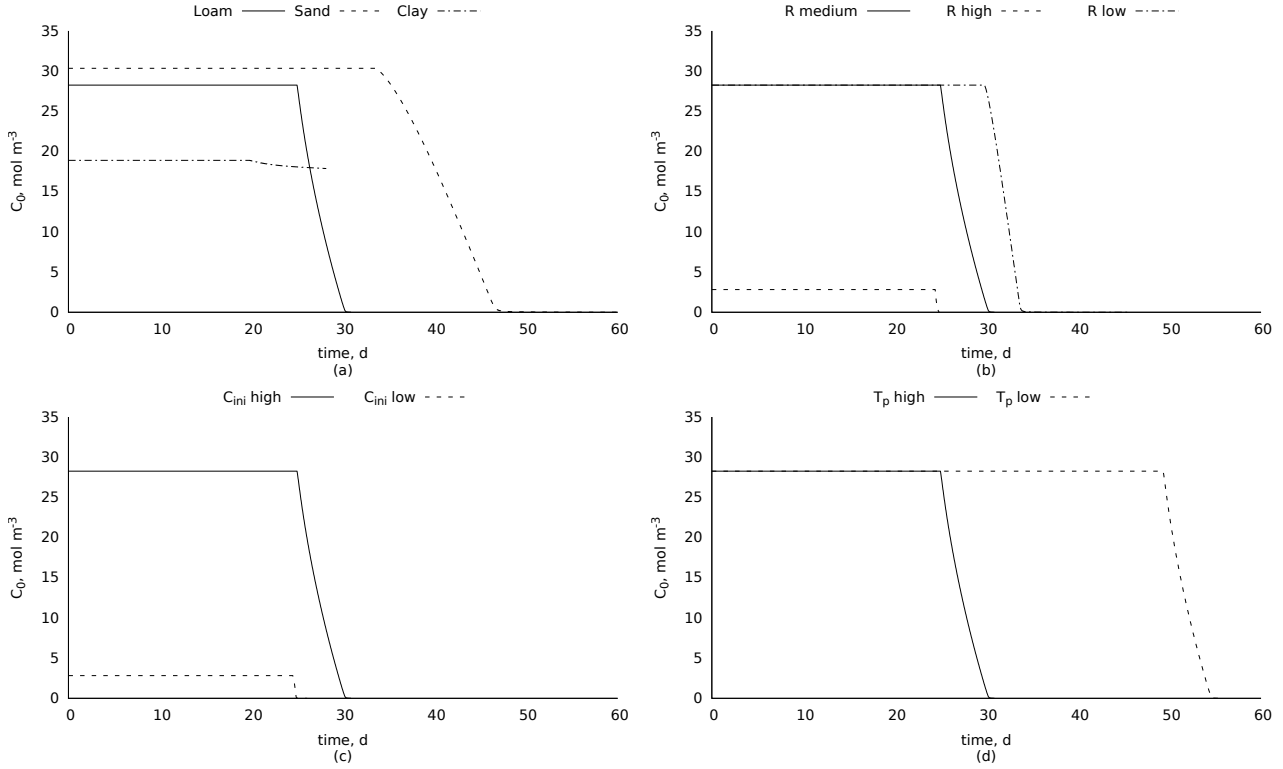 Loam Sand Clay
35
30
25
20
15
10
5
0
C0, mol m-3
0 10 20 30 40 50 60
time, d
(a)
R medium R high R low
35
30
25
20
15
10
5
0
C0, mol m-3
0 10 20 30 40 50 60
time, d
(b)
Cini high Cini low
35
30
25
20
15
10
5
0
C0, mol m-3
0 10 20 30 40 50 60
time, d
(c)
Tp high Tp low
35
30
25
20
15
10
5
0
C0, mol m-3
0 10 20 30 40 50 60
time, d
(d)